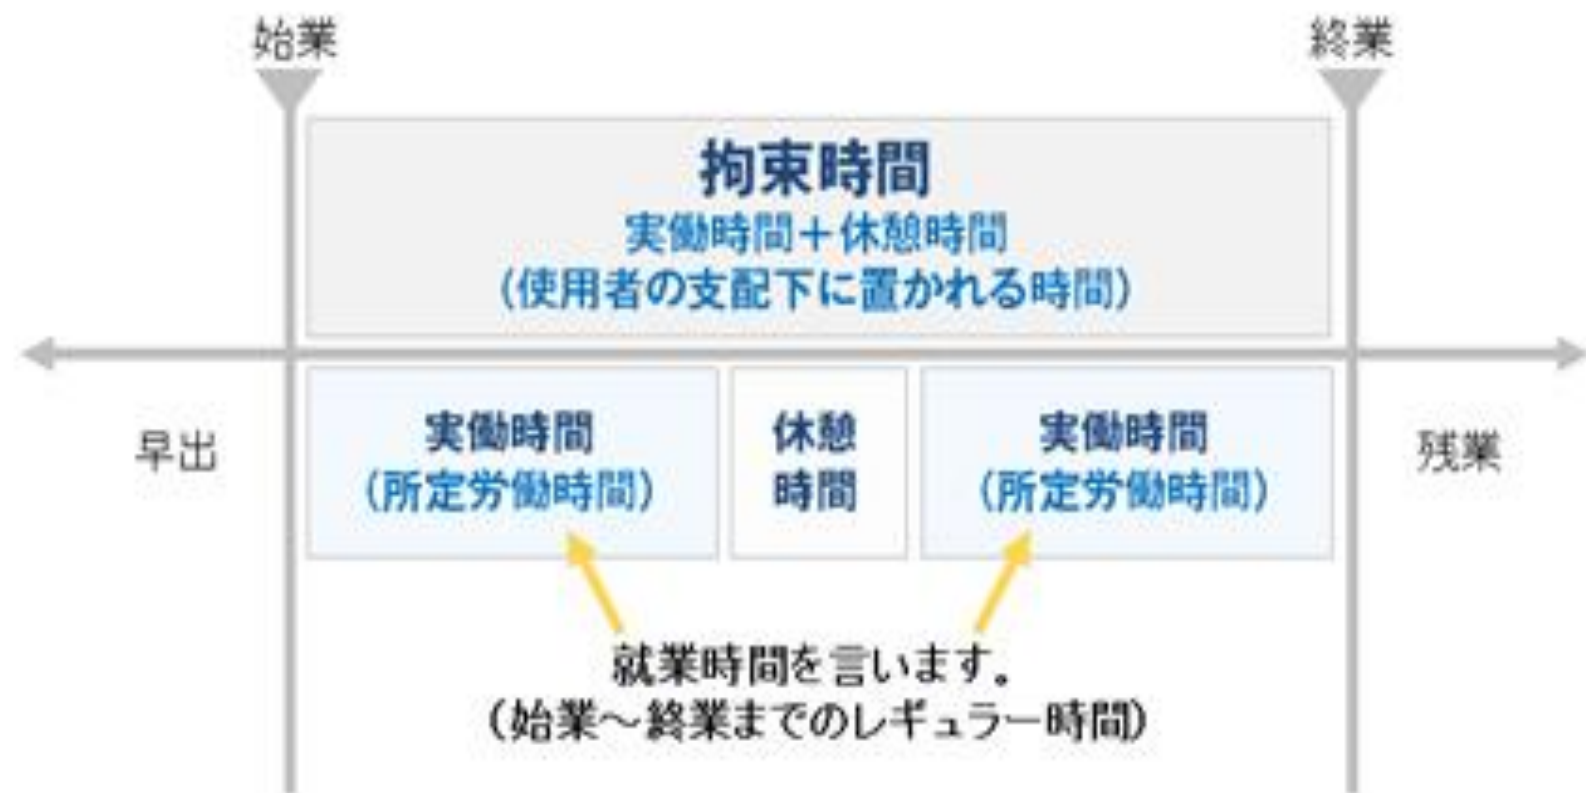 始業
終業
拘束時間
実働時間＋休憩時間
（使用者の支配下に置かれる時間）
早出
実働時間
（所定労働時間）
休憩
時間
実働時間
（所定労働時間）
残業
就業時間を言います。
（始業～終業までのレギュラー時間）